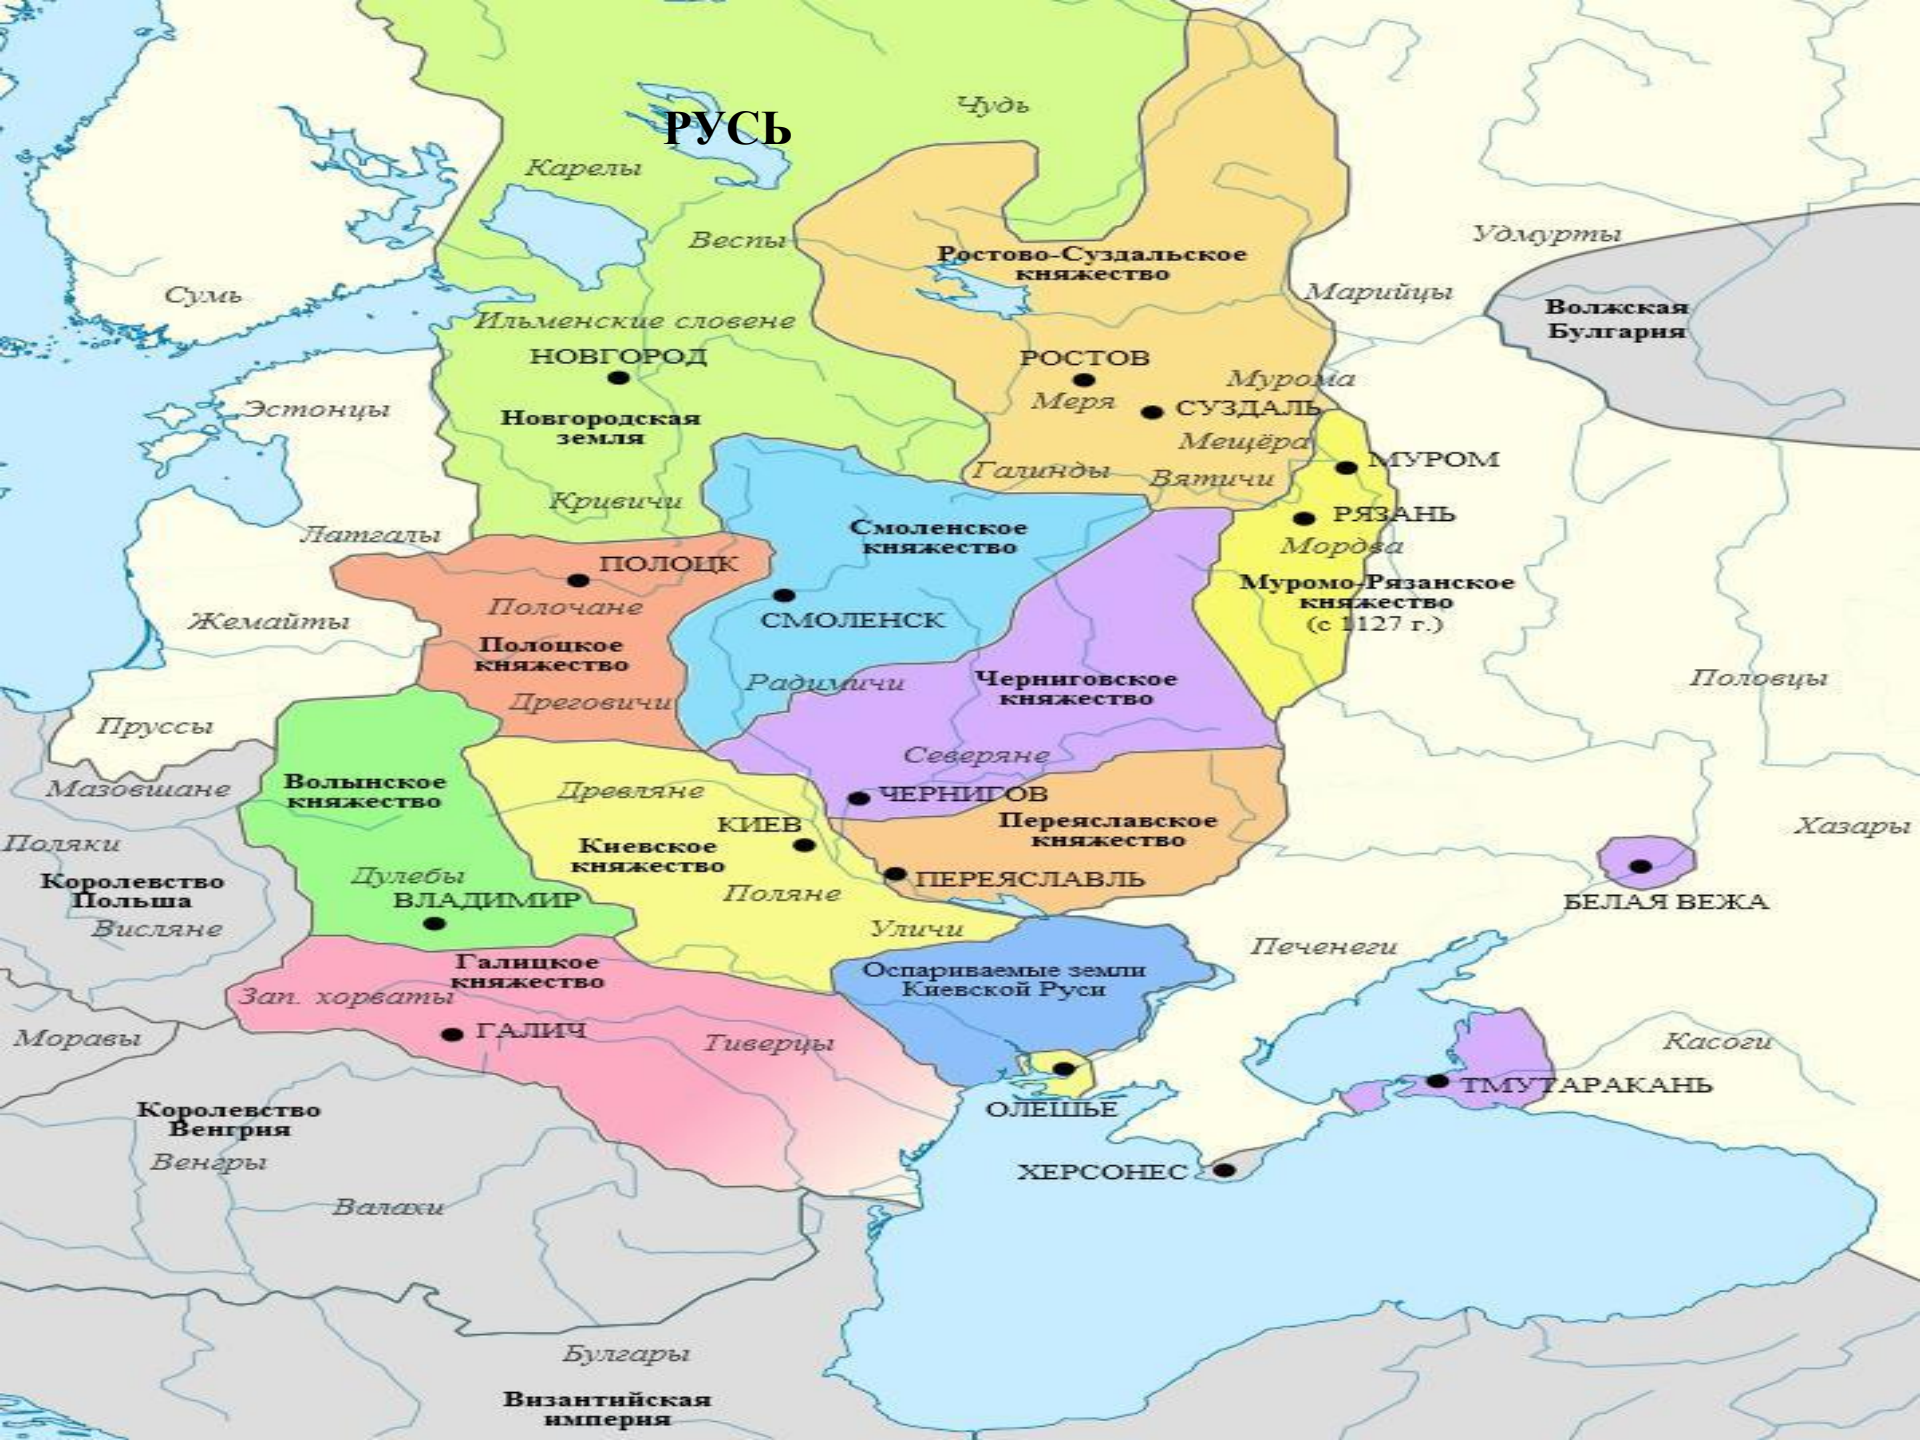 Чудь
РУСЬ
Карелы
Удмурты
Веспы
Ростово-Суздальское
княжество
Марийцы
Сумь
Волжская
Булгария
Ильменские словене
НОВГОРОД
РОСТОВ
Мурома
Меря
СУЗДАЛЬ
Эстонцы
Новгородская
земля
Мещёра
МУРОМ
Галинды
Вятичи
Кривичи
РЯЗАНЬ
Смоленское
княжество
Латгалы
Мордва
ПОЛОЦК
Муромо-Рязанское
княжество
(с 1127 г.)
Полочане
Жемайты
СМОЛЕНСК
Полоцкое
княжество
Радимичи
Черниговское
княжество
Половцы
Дреговичи
Пруссы
Северяне
Мазовшане
Волынское
княжество
Древляне
ЧЕРНИГОВ
Переяславское
княжество
КИЕВ
Хазары
Поляки
Киевское
княжество
Королевство
Польша
Дулебы
ПЕРЕЯСЛАВЛЬ
Поляне
ВЛАДИМИР
БЕЛАЯ ВЕЖА
Висляне
Уличи
Печенеги
Галицкое
княжество
Оспариваемые земли
Киевской Руси
Зап. хорваты
ГАЛИЧ
Моравы
Тиверцы
Касоги
ТМУТАРАКАНЬ
Королевство
Венгрия
ОЛЕШЬЕ
Венгры
ХЕРСОНЕС
Валахи
Булгары
Византийская
империя